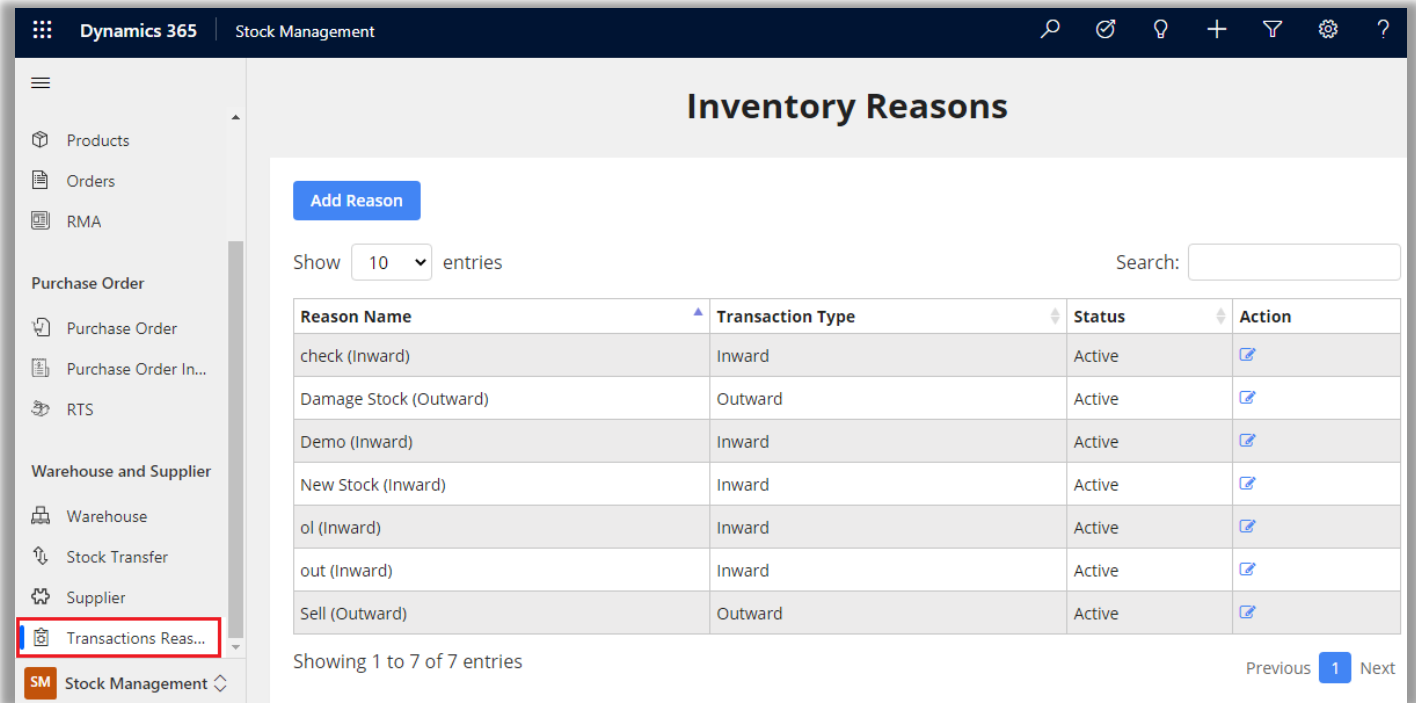 Dynamics 365 Stock Management ?
Inventory Reasons
Products
Orders
RMA
Purchase Order
Purchase Order
Purchase Order In...
RTS
Warehouse and Supplier
Warehouse
Stock Transfer
Supplier
Transactions Reas...
SM Stock Management
Add Reason
Show 10 entries Search:
Reason Name Transaction Type Status Action
check (Inward) Inward Active
Damage Stock (Outward) Outward Active
Demo (Inward) Inward Active
New Stock (Inward) Inward Active
ol (Inward) Inward Active
out (Inward) Inward Active
Sell (Outward) Outward Active
Showing 1 to 7 of 7 entries
Previous 1 Next